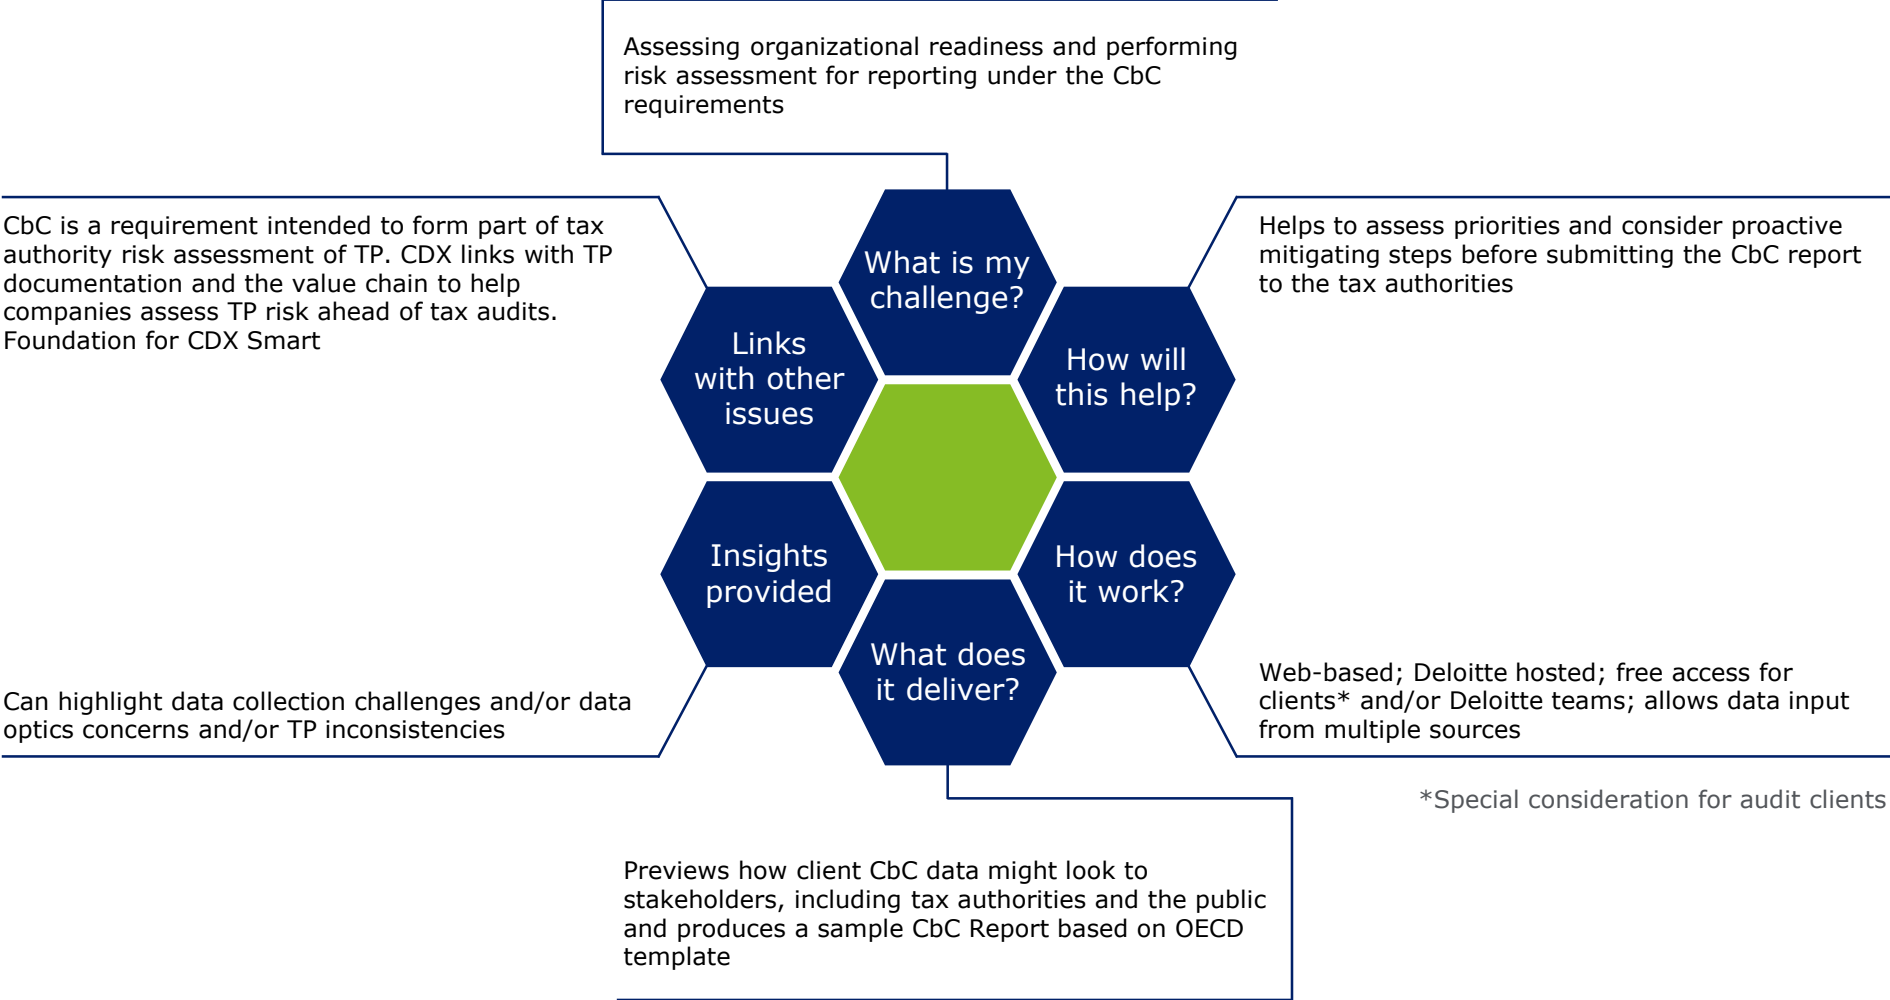 Assessing organizational readiness and performing
risk assessment for reporting under the CbC
requirements
CbC is a requirement intended to form part of tax
authority risk assessment of TP. CDX links with TP
documentation and the value chain to help
companies assess TP risk ahead of tax audits.
Foundation for CDX Smart
Helps to assess priorities and consider proactive
mitigating steps before submitting the CbC report
to the tax authorities
What is my
challenge?
Links
with other
issues
How will
this help?
Insights
provided
How does
it work?
What does
it deliver?
Can highlight data collection challenges and/or data
optics concerns and/or TP inconsistencies
Web-based; Deloitte hosted; free access for
clients* and/or Deloitte teams; allows data input
from multiple sources
*Special consideration for audit clients
Previews how client CbC data might look to
stakeholders, including tax authorities and the public
and produces a sample CbC Report based on OECD
template